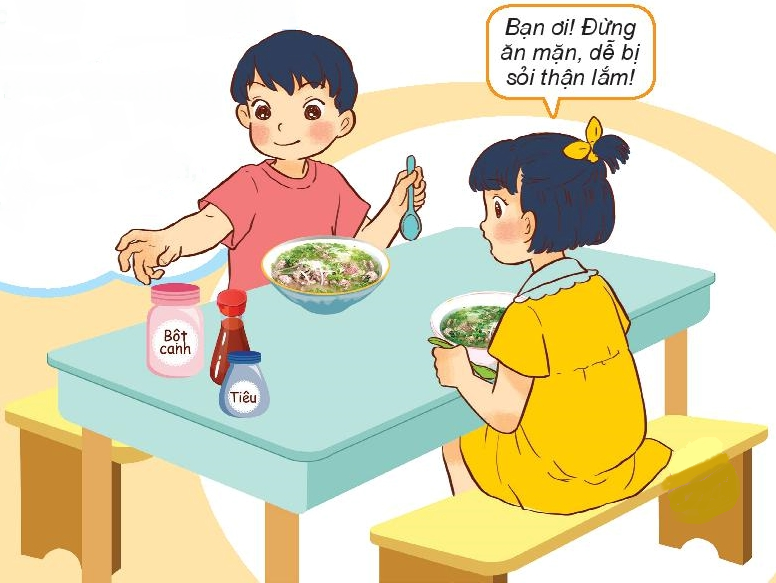 Bạn ơi! Đừng
ăn mặn, dễ bị
sỏi thận lắm!
Bột
canh
Tiêu